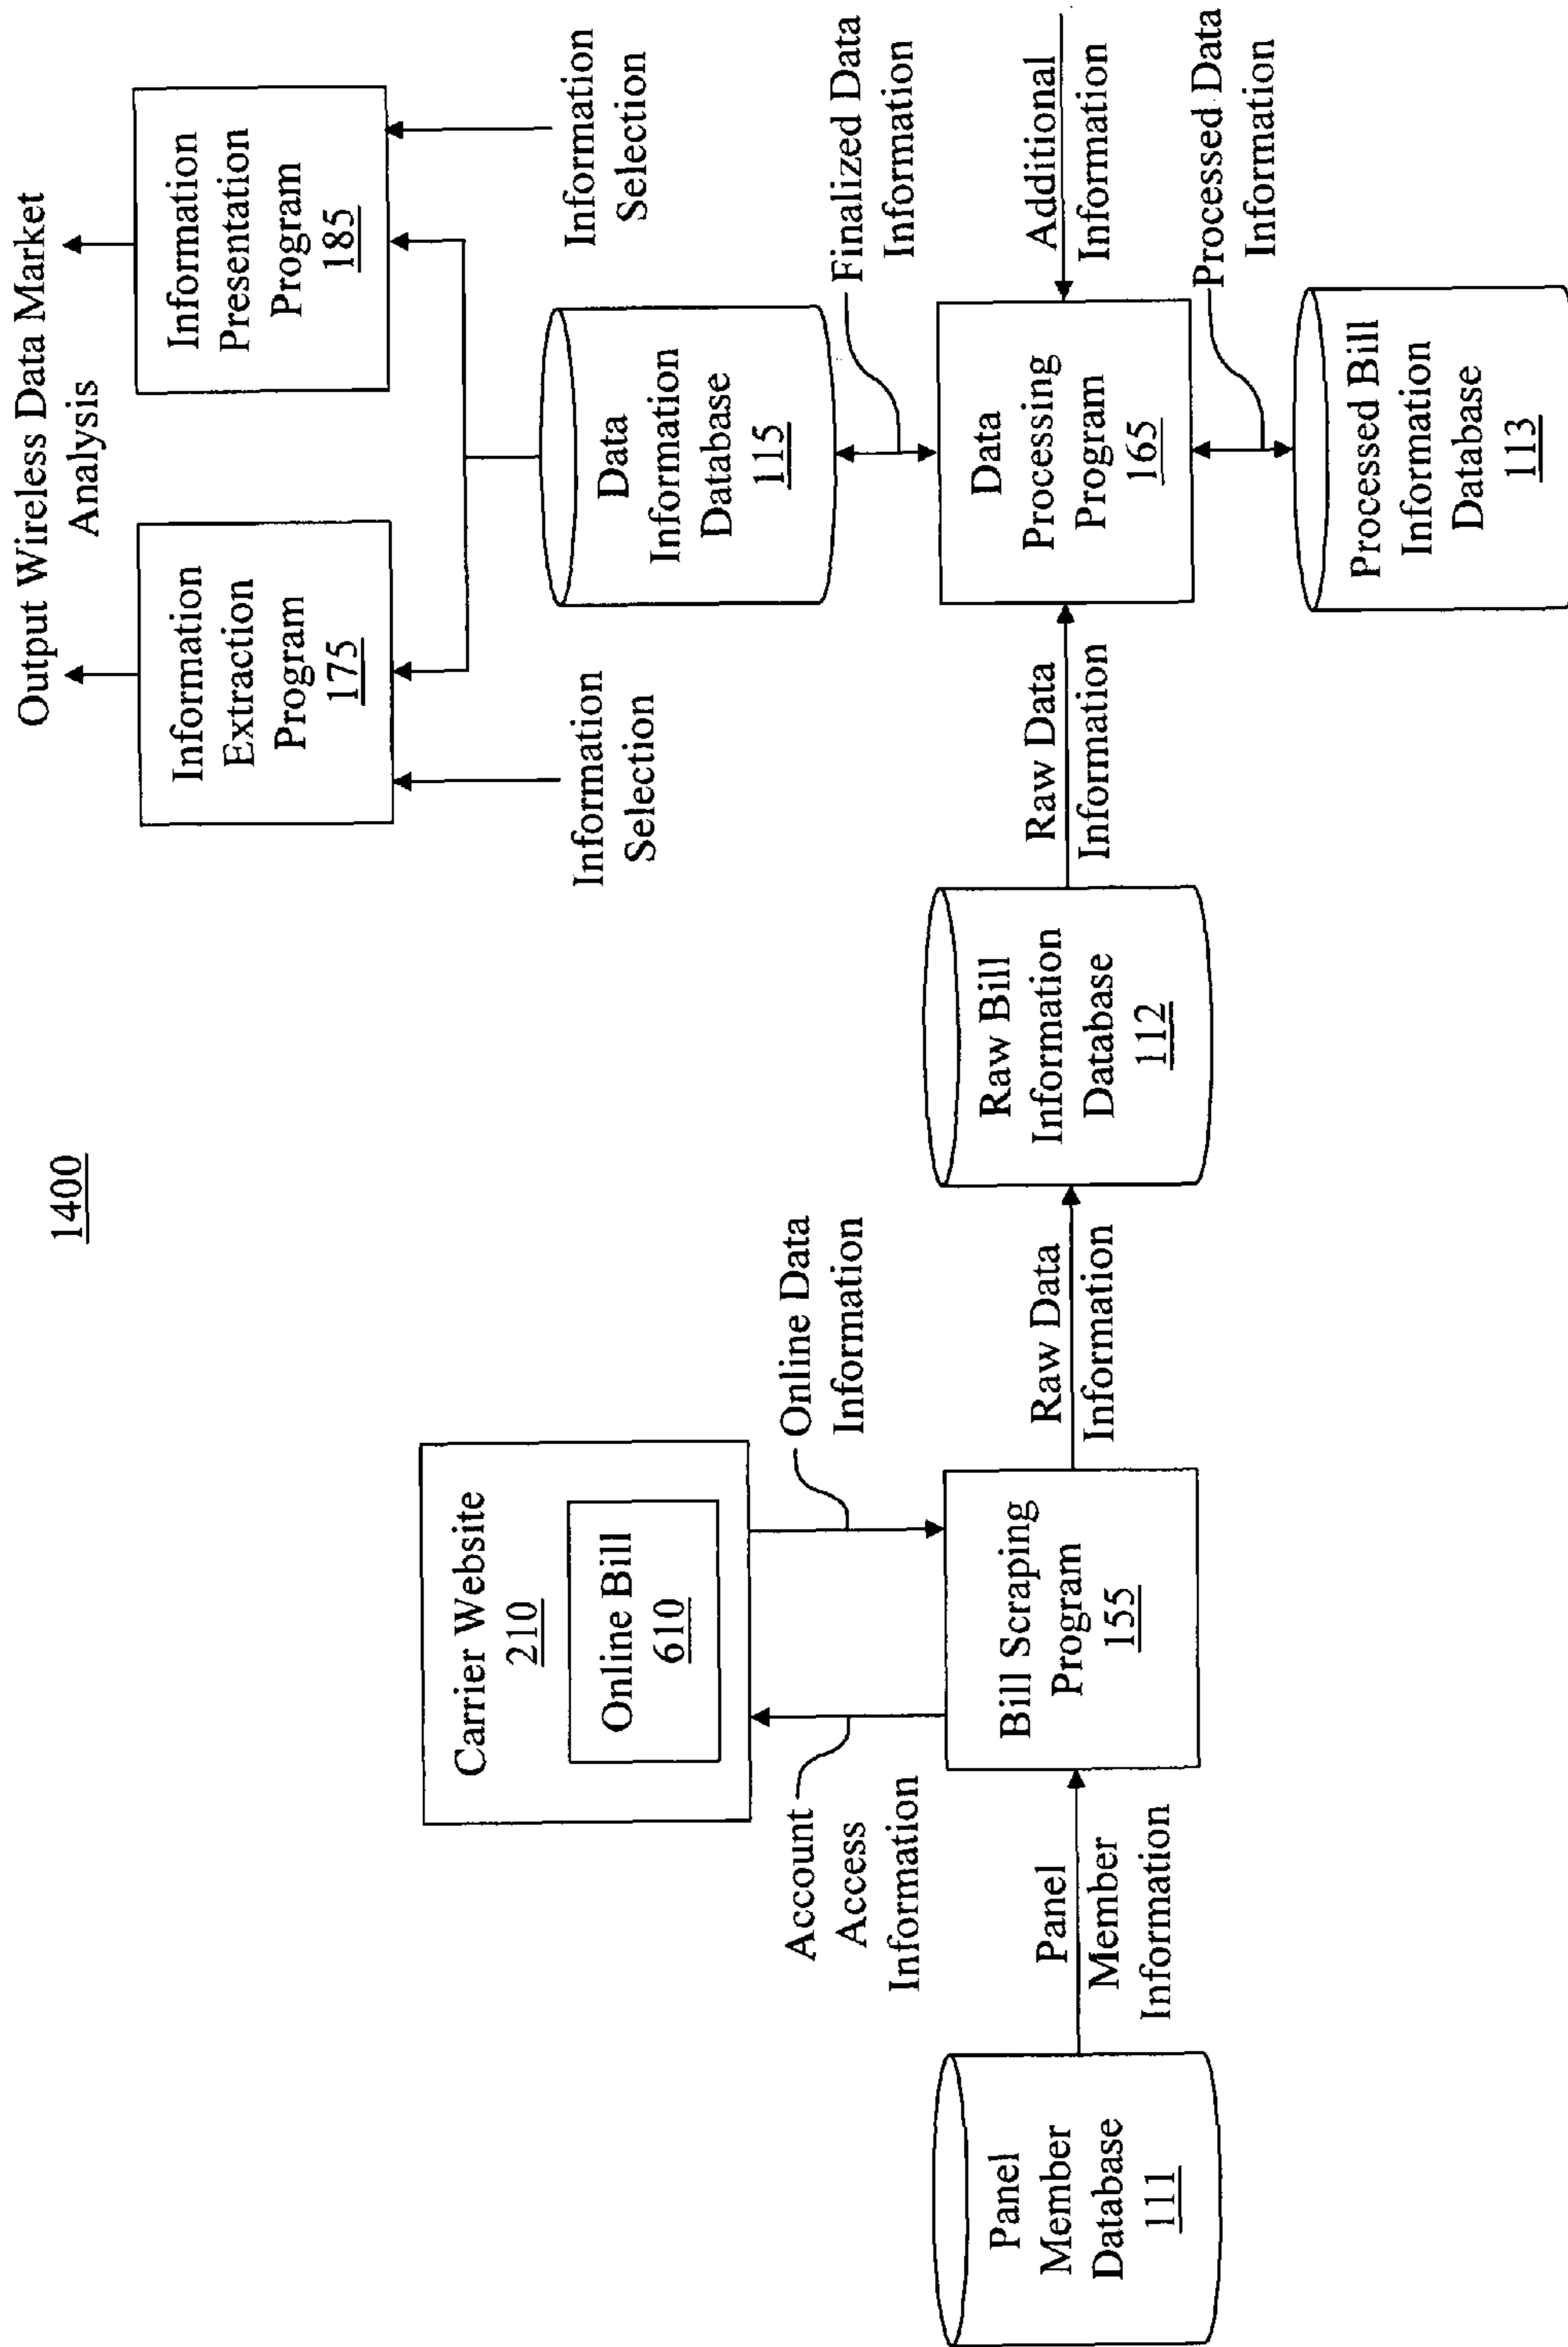 1400
Output Wireless Data Market
Analysis
Information
Extraction
Program
175
Information
Presentation
Program
185
Information
Selection
Information
Selection
Carrier Website
210
Online Bill
610
Data
Information
Database
115
Account
Access
Information
Online Data
Information
Finalized Data
Information
Panel
Member
Database
111
Panel
Member
Information
Bill Scraping
Program
155
Raw Data
Information
Raw Bill
Information
Database
112
Raw Data
Information
Data
Processing
Program
165
Additional
Information
Processed Data
Information
Processed Bill
Information
Database
113